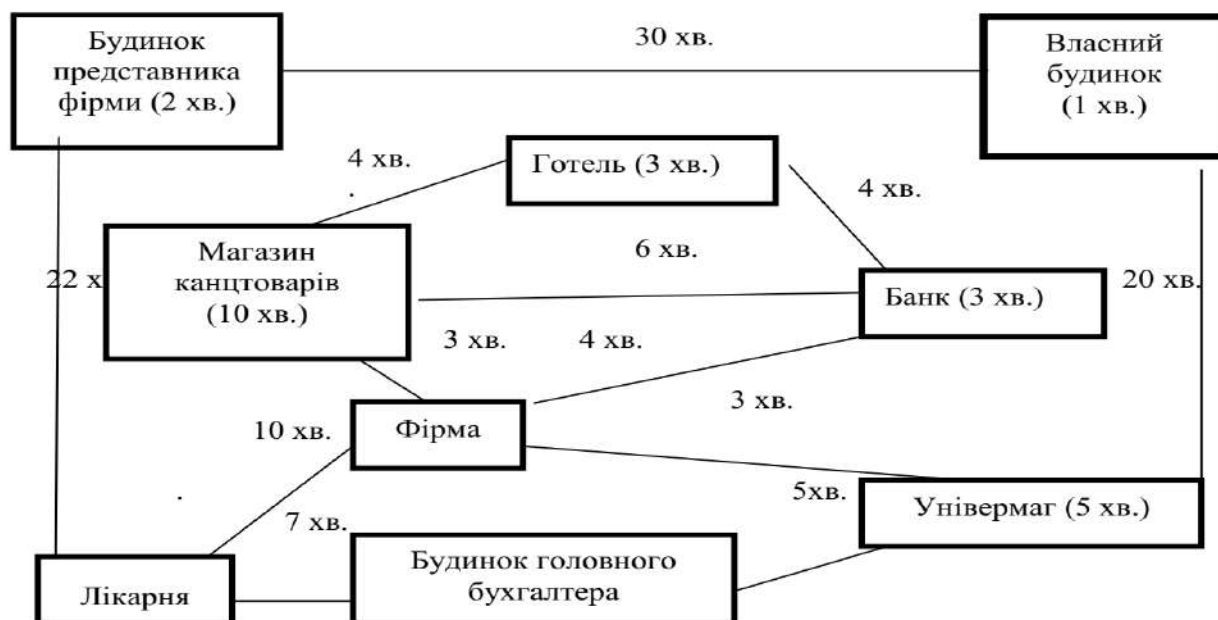 30 хв.
Будинок
представника
фірми (2 хв.)
Власний
будинок
(1 хв.)
4 хв.
Готель (3 хв.)
4 хв.
Магазин
канцтоварів
(10 хв.)
6 хв.
22 х
Банк (3 хв.)
20 хв.
3 хв.
4 хв.
3 хв.
10 хв.
Фірма
5хв.
Універмаг (5 хв.)
7 хв.
Будинок головного
бухгалтера
Лікарня